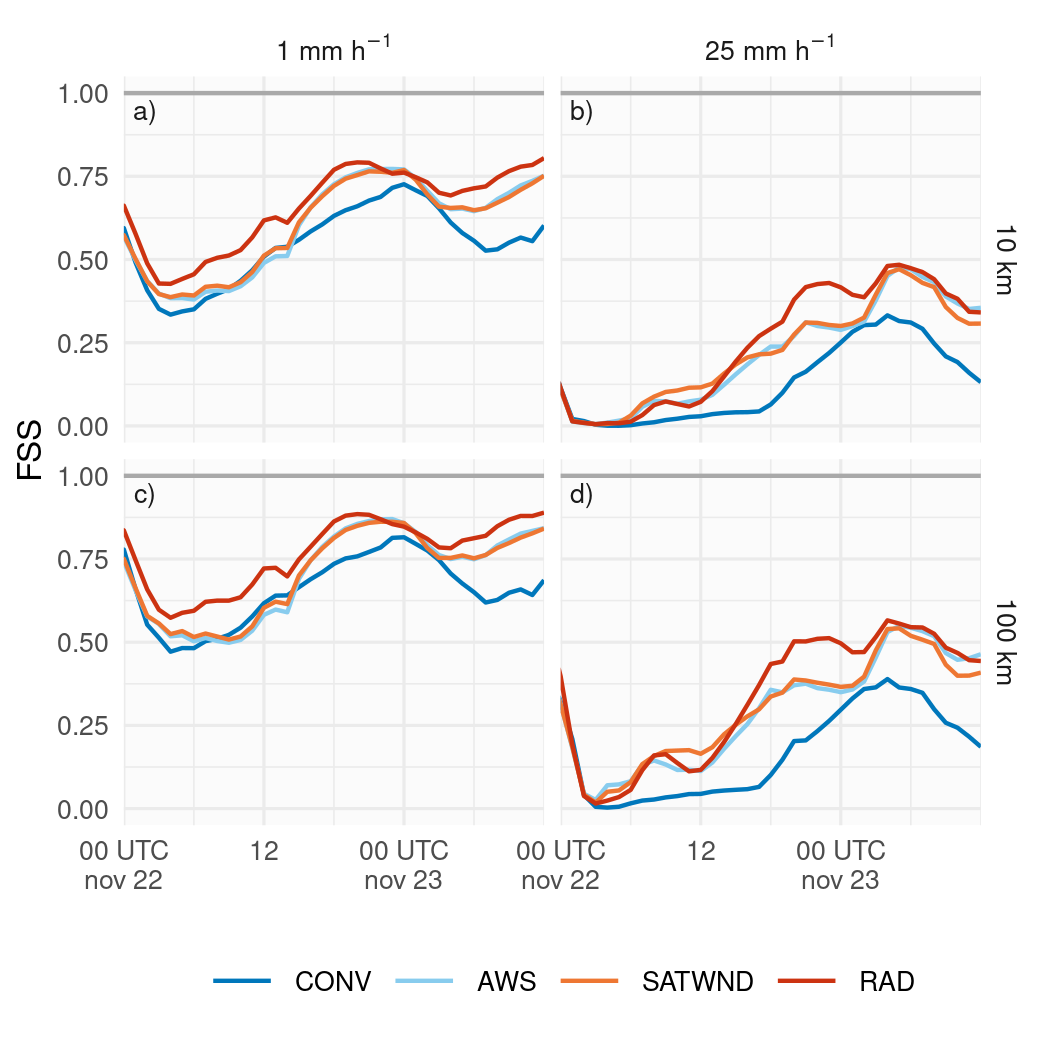 1 mm h⁻¹
25 mm h⁻¹
a)
b)
1.00
0.75
0.50
0.25
0.00
10 km
FSS
c)
d)
1.00
0.75
0.50
0.25
0.00
100 km
00 UTC
nov 22
12
00 UTC
nov 23
00 UTC
nov 22
12
00 UTC
nov 23
CONV
AWS
SATWND
RAD